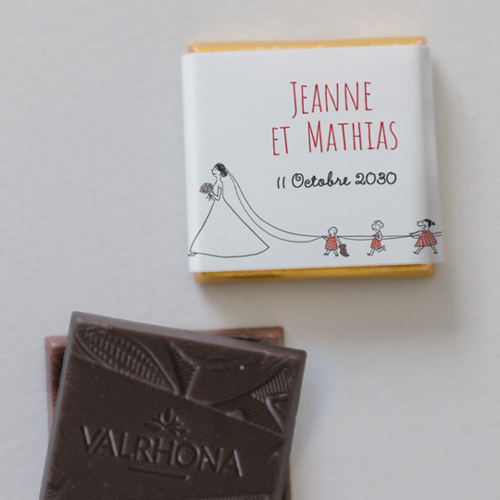 Jeanne
et Mathias
11 Octobre 2030
VALRHONA